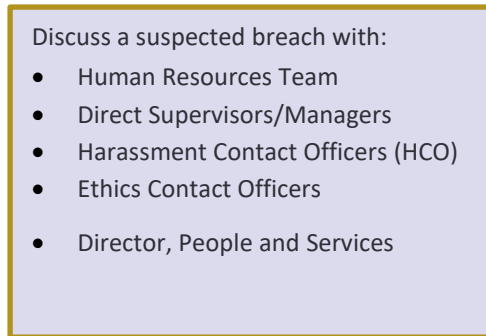 Discuss a suspected breach with:
• Human Resources Team
• Direct Supervisors/Managers
• Harassment Contact Officers (HCO)
• Ethics Contact Officers
• Director, People and Services